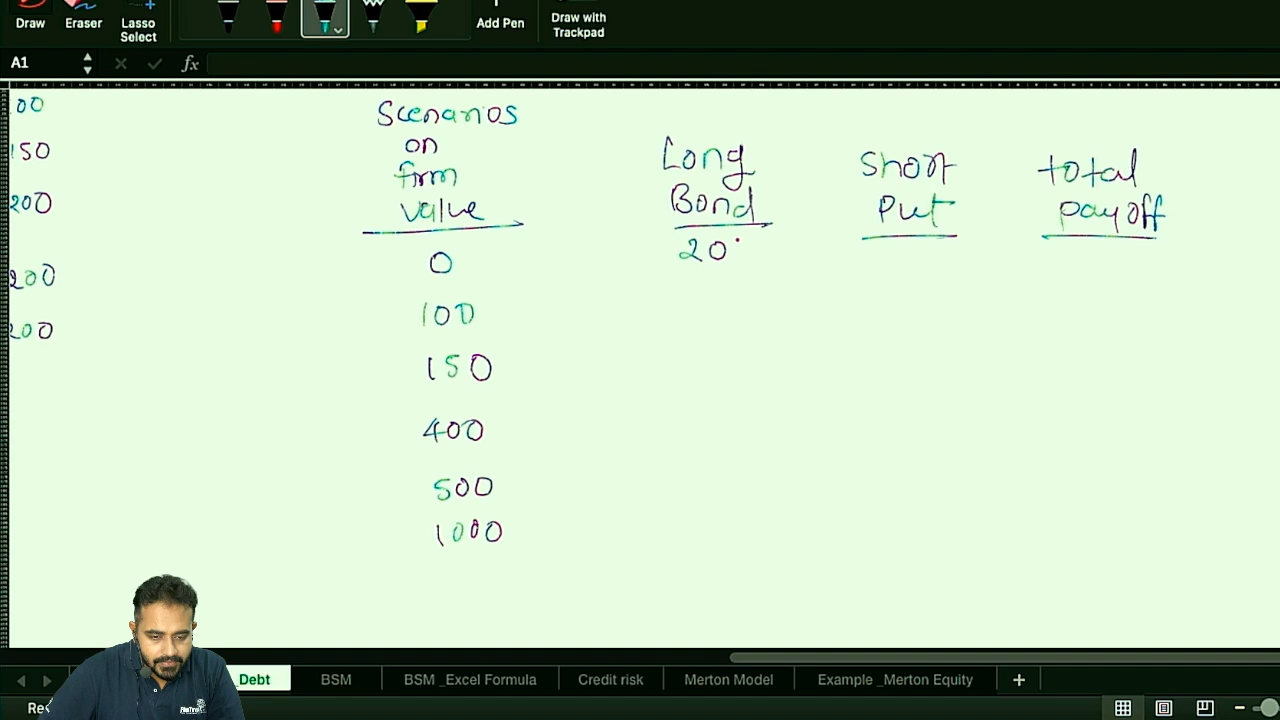 Draw
Eraser
Lasso
Select
Add Pen
Draw with
Trackpad
A1
fx
00
150
200
200
200
Scenarios
on
firm
value
0
100
150
400
500
1000
Long
Bond
20
Short
Put
total
payoff
Debt
BSM
BSM _Excel Formula
Credit risk
Merton Model
Example _Merton Equity
+